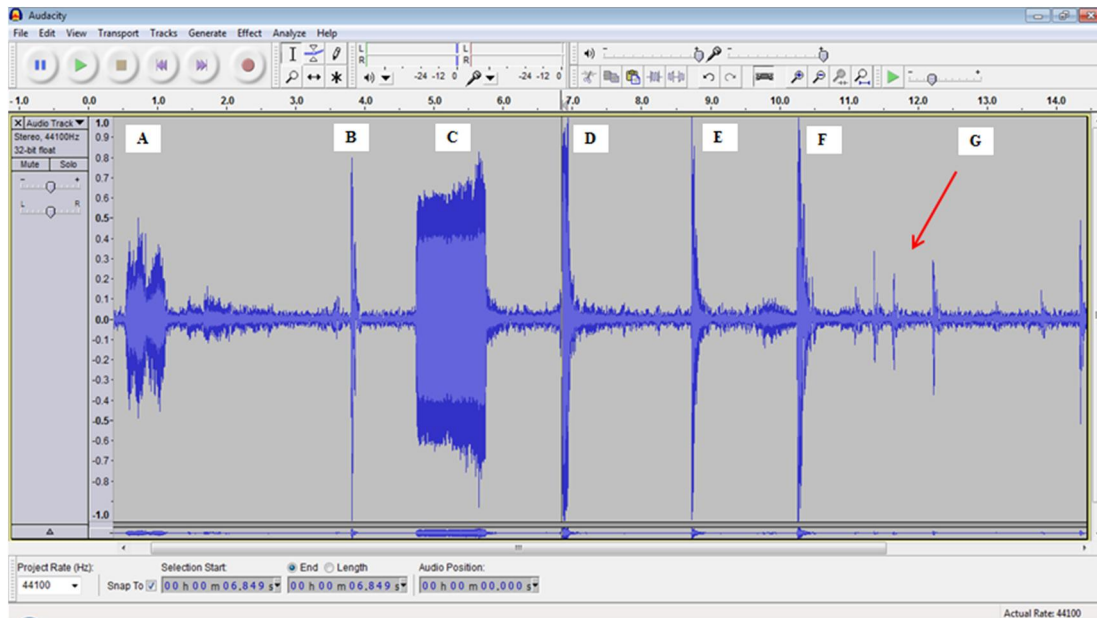 Audacity
File Edit View Transport Tracks Generate Effect Analyze Help
L
R
L
R
-24 -12 0
-24 -12 0
-1.0 0.0 1.0 2.0 3.0 4.0 5.0 6.0 7.0 8.0 9.0 10.0 11.0 12.0 13.0 14.0
X Audio Track
Stereo, 44100Hz
32-bit float
Mute Solo
- +
L R
1.0
0.9
0.8
0.7
0.6
0.5
0.4
0.3
0.2
0.1
0.0
-0.1
-0.2
-0.3
-0.4
-0.5
-0.6
-0.7
-0.8
-1.0
A B C D E F G
Project Rate (Hz): Selection Start: End Length Audio Position:
44100 Snap To 00 h 00 m 06.849 s 00 h 00 m 06.849 s 00 h 00 m 00.000 s
Actual Rate: 44100